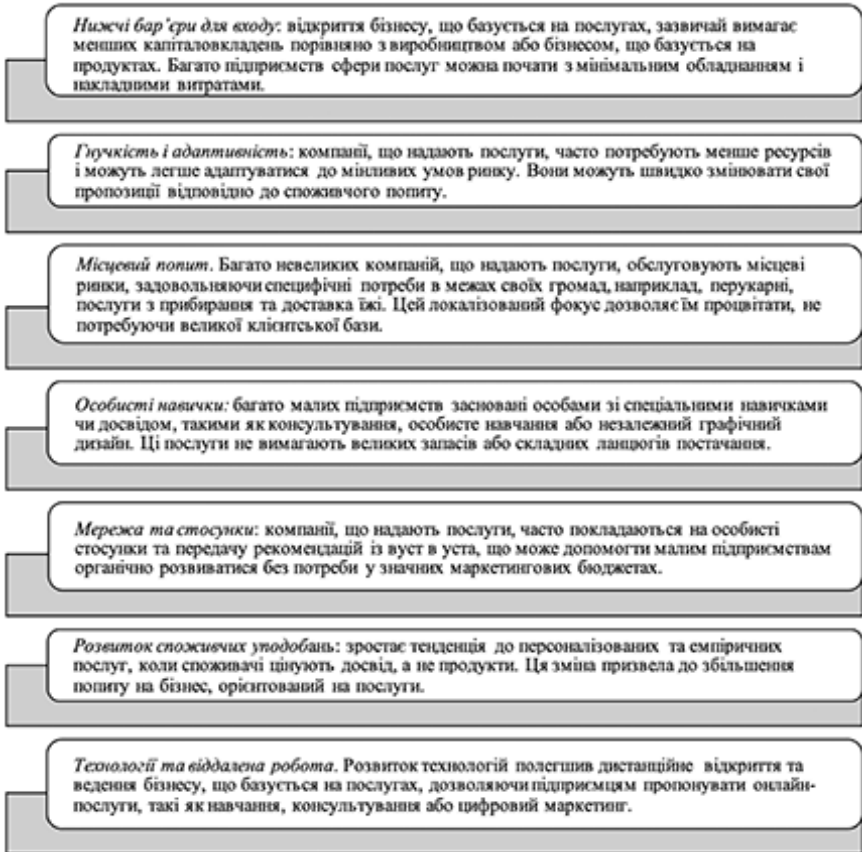 Нижчі бар’єри для входу: відкриття бізнесу, що базується на послугах, зазвичай вимагає
менших капіталовкладень порівняно з виробництвом або бізнесом, що базується на
продуктах. Багато підприємств сфери послуг можна почати з мінімальним обладнанням і
накладними витратами.
Гнучкість і адаптивність: компанії, що надають послуги, часто потребують менше ресурсів
і можуть легше адаптуватися до мінливих умов ринку. Вони можуть швидко змінювати свої
пропозиції відповідно до споживчого попиту.
Місцевий попит. Багато невеликих компаній, що надають послуги, обслуговують місцеві
ринки, задовольняючи специфічні потреби в межах своїх громад, наприклад, перукарні,
послуги з прибирання та доставка їжі. Цей локалізований фокус дозволяє їм процвітати, не
потребуючи великої клієнтської бази.
Особисті навички: багато малих підприємств засновані особами зі спеціальними навичками
чи досвідом, такими як консультування, особисте навчання або незалежний графічний
дизайн. Ці послуги не вимагають великих запасів або складних ланцюгів постачання.
Мережа та стосунки: компанії, що надають послуги, часто покладаються на особисті
стосунки та передачу рекомендацій із вуст в уста, що може допомогти малим підприємствам
органічно розвиватися без потреби у значних маркетингових бюджетах.
Розвиток споживчих уподобань: зростає тенденція до персоналізованих та емпіричних
послуг, коли споживачі цінують досвід, а не продукти. Ця зміна призвела до збільшення
попиту на бізнес, орієнтований на послуги.
Технології та віддалена робота. Розвиток технологій полегшив дистанційне відкриття та
ведення бізнесу, що базується на послугах, дозволяючи підприємцям пропонувати онлайн-
послуги, такі як навчання, консультування або цифровий маркетинг.